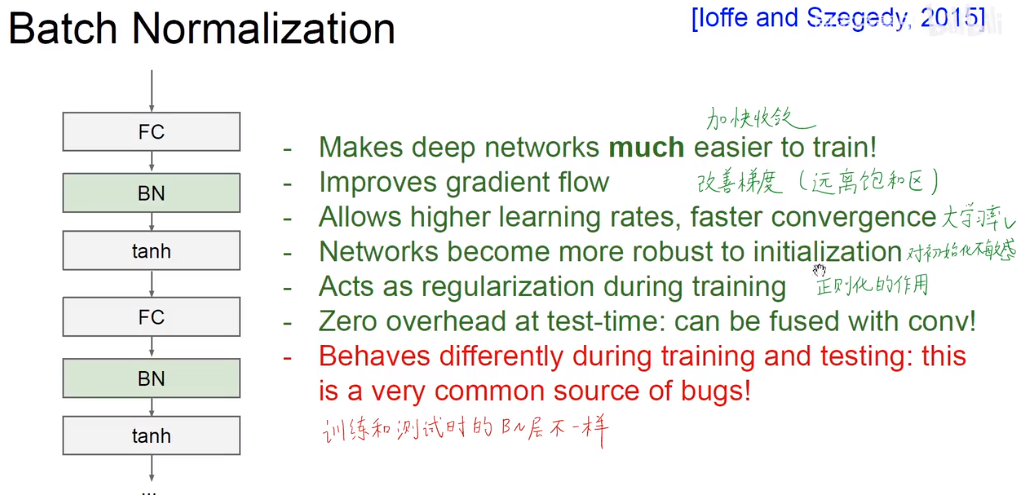 Batch Normalization
[Ioffe and Szegedy, 2015]
FC
BN
tanh
FC
BN
tanh
...
加快收敛
- Makes deep networks much easier to train!
- Improves gradient flow 改善梯度（远离饱和区）
- Allows higher learning rates, faster convergence 大学习率✓
- Networks become more robust to initialization 对初始化不敏感
- Acts as regularization during training 正则化的作用
- Zero overhead at test-time: can be fused with conv!
- Behaves differently during training and testing: this
is a very common source of bugs!
训练和测试时的BN层不一样